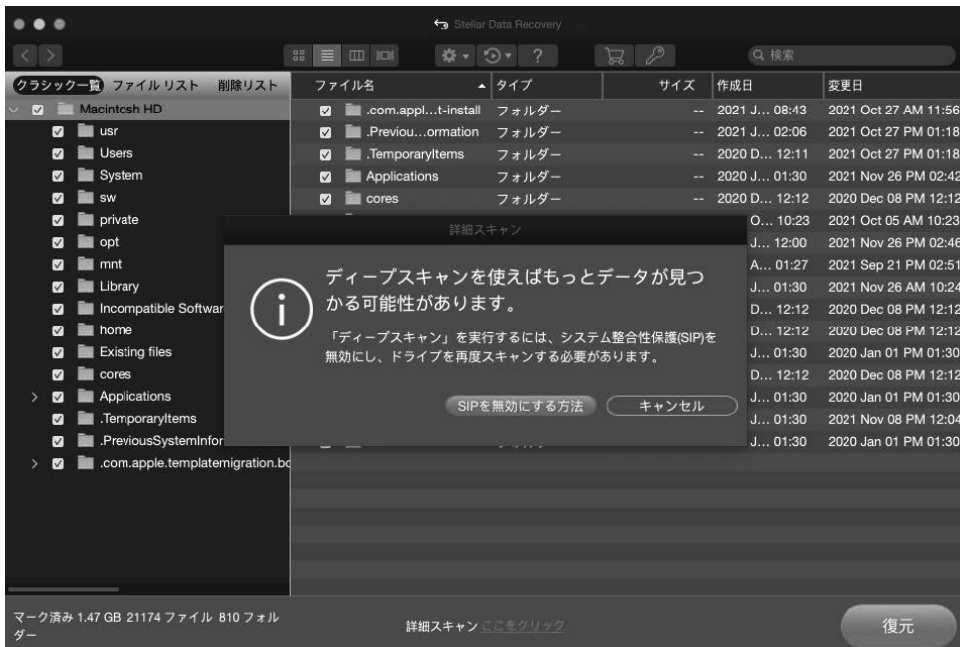 Stellar Data Recovery
検索
クラシック一覧 ファイル リスト 削除リスト
ファイル名 タイプ サイズ 作成日 変更日
Macintosh HD
.com.appl...t-install フォルダー -- 2021 J... 08:43 2021 Oct 27 AM 11:56
usr
.Previou...ormation フォルダー -- 2021 J... 02:06 2021 Oct 27 PM 01:18
Users
.TemporaryItems フォルダー -- 2020 D... 12:11 2021 Oct 27 PM 01:18
System
Applications フォルダー -- 2020 J... 01:30 2021 Nov 26 PM 02:42
sw
cores フォルダー -- 2020 D... 12:12 2020 Dec 08 PM 12:12
private
O... 10:23 2021 Oct 05 AM 10:23
opt
J... 12:00 2021 Nov 26 PM 02:46
mnt
A... 01:27 2021 Sep 21 PM 02:51
Library
J... 01:30 2021 Nov 26 AM 10:24
Incompatible Softwar
D... 12:12 2020 Dec 08 PM 12:12
home
D... 12:12 2020 Dec 08 PM 12:12
Existing files
J... 01:30 2020 Jan 01 PM 01:30
cores
D... 12:12 2020 Dec 08 PM 12:12
Applications
J... 01:30 2020 Jan 01 PM 01:30
.TemporaryItems
J... 01:30 2021 Nov 08 PM 12:04
.PreviousSystemInfor
J... 01:30 2020 Jan 01 PM 01:30
.com.apple.templatemigration.bo
詳細スキャン
ディープスキャンを使えばもっとデータが見つ
かる可能性があります。
「ディープスキャン」を実行するには、システム整合性保護(SIP)を
無効にし、ドライブを再度スキャンする必要があります。
SIPを無効にする方法 キャンセル
マーク済み 1.47 GB 21174 ファイル 810 フォル
ダー
詳細スキャン ここをクリック
復元